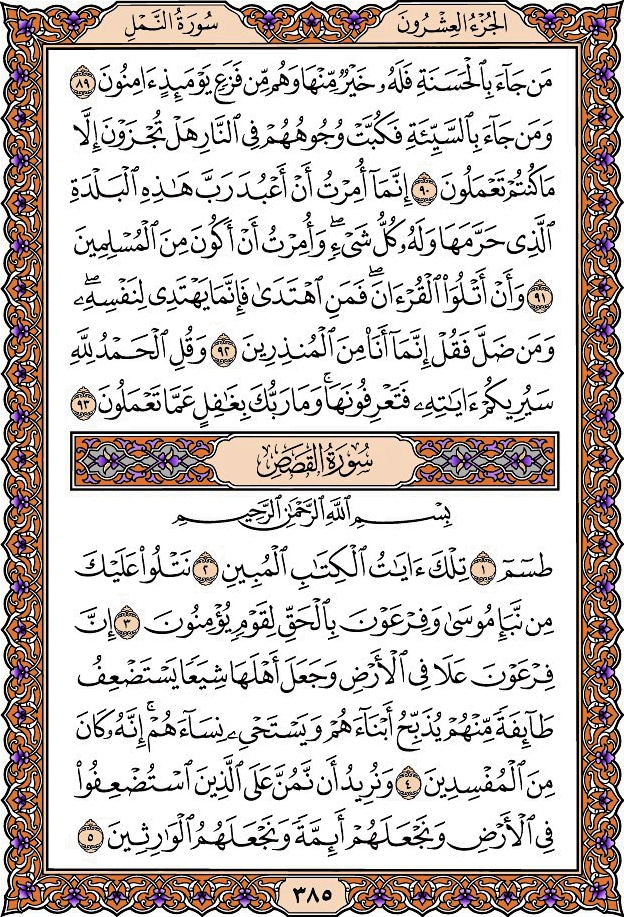 الجُزْءُ العِشْرُونَ
سُورَةُ النَّمْلِ
مَن جَآءَ بِٱلْحَسَنَةِ فَلَهُۥ خَيْرٌ مِّنْهَا وَهُم مِّن فَزَعٍ يَوْمَئِذٍ ءَامِنُونَ ٨٩
وَمَن جَآءَ بِٱلسَّيِّئَةِ فَكُبَّتْ وُجُوهُهُمْ فِى ٱلنَّارِ هَلْ تُجْزَوْنَ إِلَّا
مَا كُنتُمْ تَعْمَلُونَ ٩٠ إِنَّمَآ أُمِرْتُ أَنْ أَعْبُدَ رَبَّ هَٰذِهِ ٱلْبَلْدَةِ
ٱلَّذِى حَرَّمَهَا وَلَهُۥ كُلُّ شَىْءٍ ۖ وَأُمِرْتُ أَنْ أَكُونَ مِنَ ٱلْمُسْلِمِينَ
٩١ وَأَنْ أَتْلُوَا۟ ٱلْقُرْءَانَ ۖ فَمَنِ ٱهْتَدَىٰ فَإِنَّمَا يَهْتَدِى لِنَفْسِهِۦ ۖ
وَمَن ضَلَّ فَقُلْ إِنَّمَآ أَنَا۠ مِنَ ٱلْمُنذِرِينَ ٩٢ وَقُلِ ٱلْحَمْدُ لِلَّهِ
سَيُرِيكُمْ ءَايَٰتِهِۦ فَتَعْرِفُونَهَا ۚ وَمَا رَبُّكَ بِغَٰفِلٍ عَمَّا تَعْمَلُونَ ٩٣
سُورَةُ القَصَصِ
بِسْمِ ٱللَّهِ ٱلرَّحْمَٰنِ ٱلرَّحِيمِ
طسٓمٓ ١ تِلْكَ ءَايَٰتُ ٱلْكِتَٰبِ ٱلْمُبِينِ ٢ نَتْلُوا۟ عَلَيْكَ
مِن نَّبَإِ مُوسَىٰ وَفِرْعَوْنَ بِٱلْحَقِّ لِقَوْمٍ يُؤْمِنُونَ ٣ إِنَّ
فِرْعَوْنَ عَلَا فِى ٱلْأَرْضِ وَجَعَلَ أَهْلَهَا شِيَعًا يَسْتَضْعِفُ
طَآئِفَةً مِّنْهُمْ يُذَبِّحُ أَبْنَآءَهُمْ وَيَسْتَحْىِۦ نِسَآءَهُمْ ۚ إِنَّهُۥ كَانَ
مِنَ ٱلْمُفْسِدِينَ ٤ وَنُرِيدُ أَن نَّمُنَّ عَلَى ٱلَّذِينَ ٱسْتُضْعِفُوا۟
فِى ٱلْأَرْضِ وَنَجْعَلَهُمْ أَئِمَّةً وَنَجْعَلَهُمُ ٱلْوَٰرِثِينَ ٥
٣٨٥